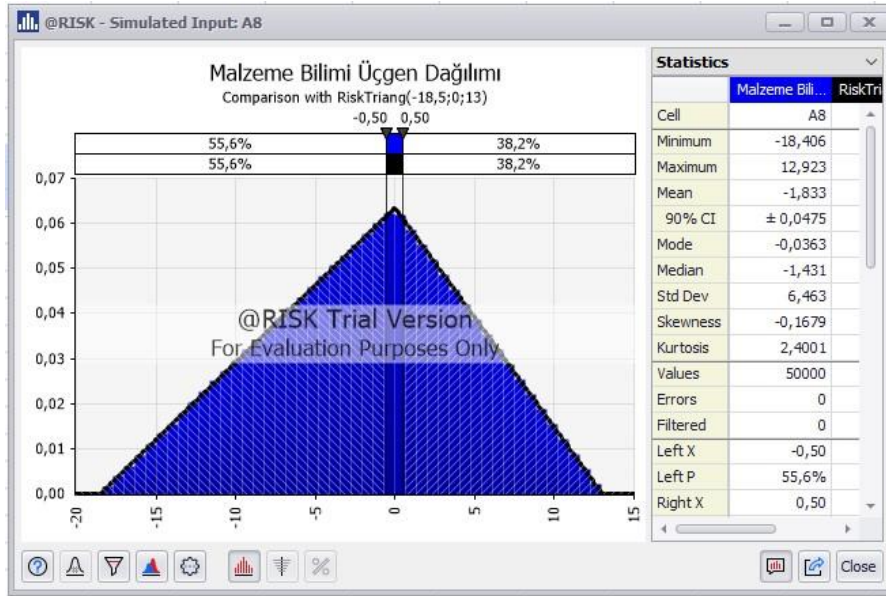 @RISK - Simulated Input: A8
Malzeme Bilimi Üçgen Dağılımı
Comparison with RiskTriang(-18,5;0;13)
-0,50 0,50
55,6% 38,2%
55,6% 38,2%
0,07
0,06
0,05
0,04
0,03
0,02
0,01
0,00
-20 -15 -10 -5 0 5 10 15
@RISK Trial Version
For Evaluation Purposes Only
Statistics
Malzeme Bili... RiskTri
Cell A8
Minimum -18,406
Maximum 12,923
Mean -1,833
90% CI ± 0,0475
Mode -0,0363
Median -1,431
Std Dev 6,463
Skewness -0,1679
Kurtosis 2,4001
Values 50000
Errors 0
Filtered 0
Left X -0,50
Left P 55,6%
Right X 0,50
Close